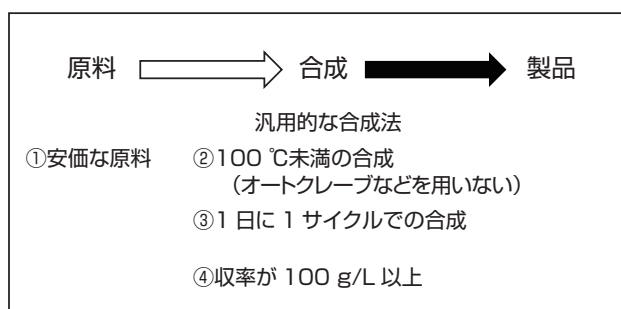 原料 合成 製品
汎用的な合成法
①安価な原料 ②100 ℃未満の合成
(オートクレーブなどを用いない)
③1 日に 1 サイクルでの合成
④収率が 100 g/L 以上